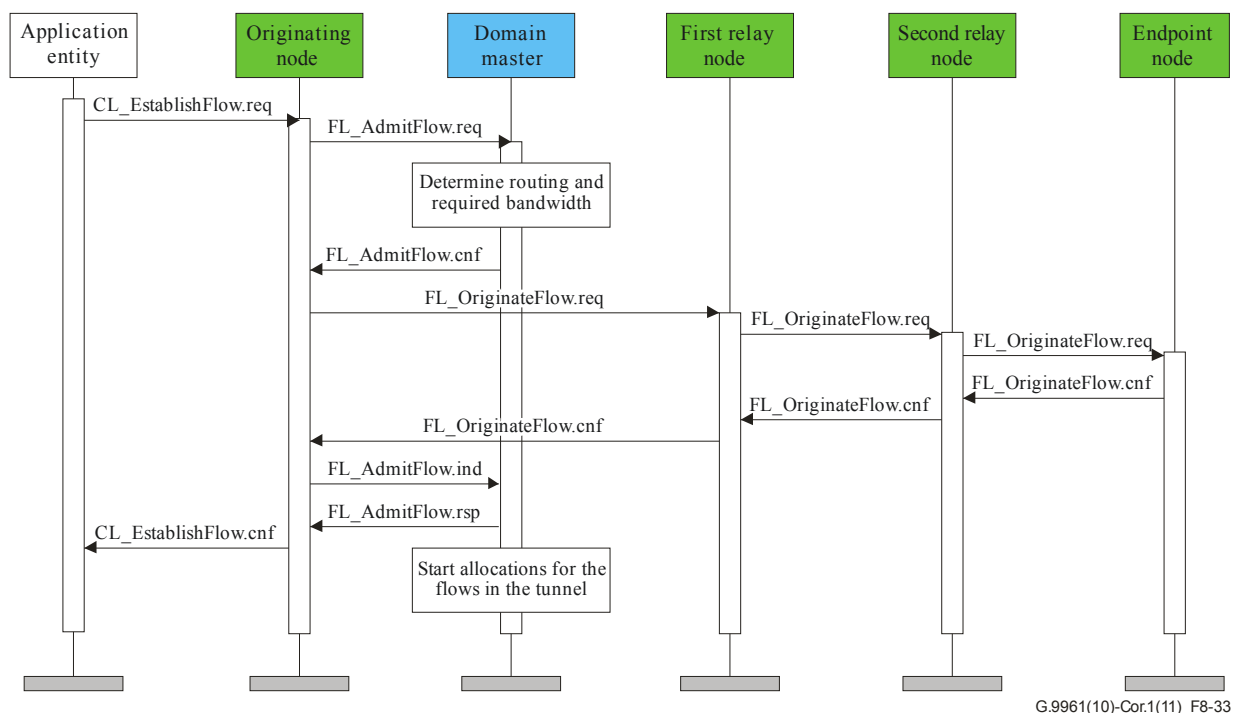 Application
entity
Originating
node
Domain
master
First relay
node
Second relay
node
Endpoint
node
CL_EstablishFlow.req
FL_AdmitFlow.req
Determine routing and
required bandwidth
FL_AdmitFlow.cnf
FL_OriginateFlow.req
FL_OriginateFlow.req
FL_OriginateFlow.req
FL_OriginateFlow.cnf
FL_OriginateFlow.cnf
FL_OriginateFlow.cnf
FL_AdmitFlow.ind
FL_AdmitFlow.rsp
CL_EstablishFlow.cnf
Start allocations for the
flows in the tunnel
G.9961(10)-Cor.1(11)_F8-33